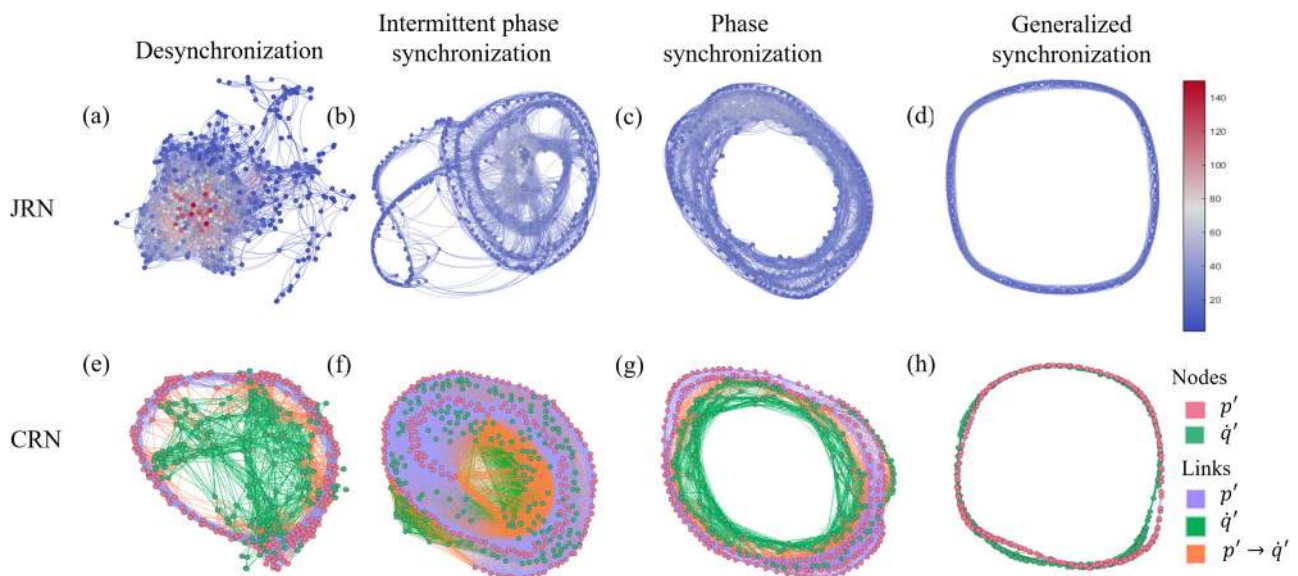 Desynchronization
Intermittent phase
synchronization
Phase
synchronization
Generalized
synchronization
(a)
(b)
(c)
(d)
140
120
100
80
60
40
20
JRN
(e)
(f)
(g)
(h)
CRN
Nodes
p′
q̇′
Links
p′
q̇′
p′ → q̇′